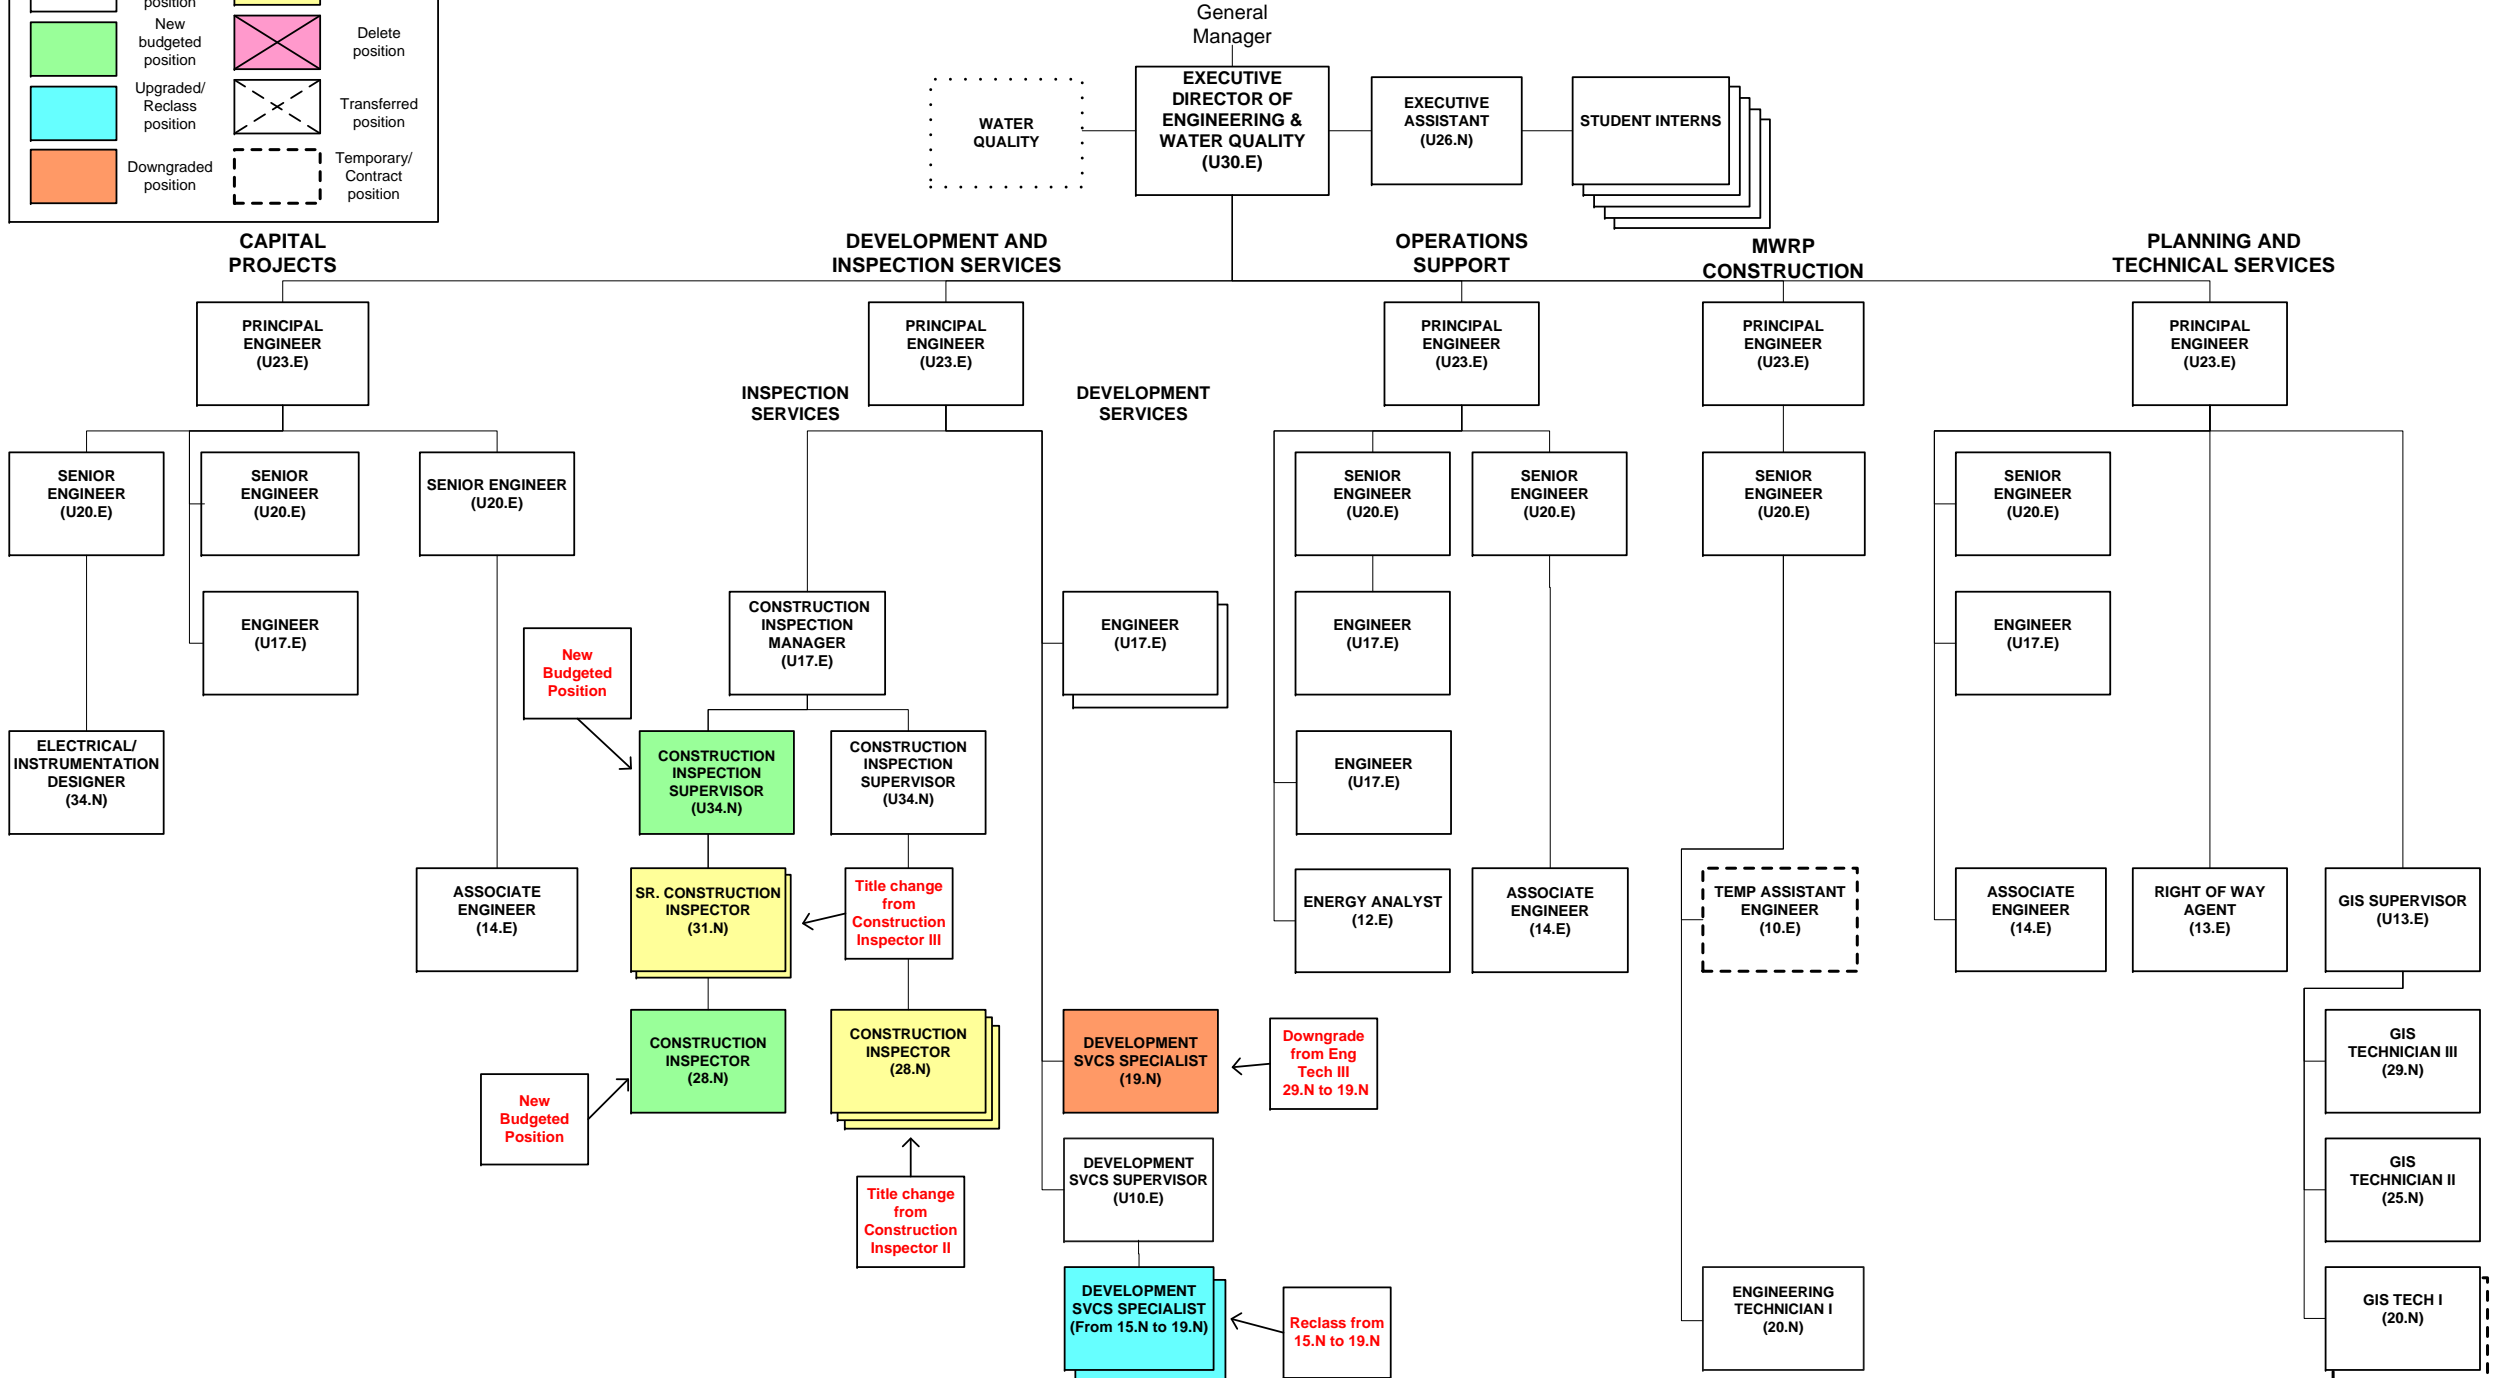 position
New
budgeted
position
Delete
position
Upgraded/
Reclass
position
Transferred
position
Downgraded
position
Temporary/
Contract
position
General
Manager
WATER
QUALITY
EXECUTIVE
DIRECTOR OF
ENGINEERING &
WATER QUALITY
(U30.E)
EXECUTIVE
ASSISTANT
(U26.N)
STUDENT INTERNS
CAPITAL
PROJECTS
DEVELOPMENT AND
INSPECTION SERVICES
OPERATIONS
SUPPORT
MWRP
CONSTRUCTION
PLANNING AND
TECHNICAL SERVICES
PRINCIPAL
ENGINEER
(U23.E)
PRINCIPAL
ENGINEER
(U23.E)
PRINCIPAL
ENGINEER
(U23.E)
PRINCIPAL
ENGINEER
(U23.E)
PRINCIPAL
ENGINEER
(U23.E)
INSPECTION
SERVICES
DEVELOPMENT
SERVICES
SENIOR
ENGINEER
(U20.E)
SENIOR
ENGINEER
(U20.E)
SENIOR ENGINEER
(U20.E)
SENIOR
ENGINEER
(U20.E)
SENIOR
ENGINEER
(U20.E)
SENIOR
ENGINEER
(U20.E)
SENIOR
ENGINEER
(U20.E)
ENGINEER
(U17.E)
New
Budgeted
Position
CONSTRUCTION
INSPECTION
MANAGER
(U17.E)
ENGINEER
(U17.E)
ENGINEER
(U17.E)
ENGINEER
(U17.E)
ELECTRICAL/
INSTRUMENTATION
DESIGNER
(34.N)
CONSTRUCTION
INSPECTION
SUPERVISOR
(U34.N)
CONSTRUCTION
INSPECTION
SUPERVISOR
(U34.N)
ENGINEER
(U17.E)
ASSOCIATE
ENGINEER
(14.E)
SR. CONSTRUCTION
INSPECTOR
(31.N)
Title change
from
Construction
Inspector III
ENERGY ANALYST
(12.E)
ASSOCIATE
ENGINEER
(14.E)
TEMP ASSISTANT
ENGINEER
(10.E)
ASSOCIATE
ENGINEER
(14.E)
RIGHT OF WAY
AGENT
(13.E)
GIS SUPERVISOR
(U13.E)
New
Budgeted
Position
CONSTRUCTION
INSPECTOR
(28.N)
CONSTRUCTION
INSPECTOR
(28.N)
DEVELOPMENT
SVCS SPECIALIST
(19.N)
Downgrade
from Eng
Tech III
29.N to 19.N
GIS
TECHNICIAN III
(29.N)
Title change
from
Construction
Inspector II
DEVELOPMENT
SVCS SUPERVISOR
(U10.E)
GIS
TECHNICIAN II
(25.N)
DEVELOPMENT
SVCS SPECIALIST
(From 15.N to 19.N)
Reclass from
15.N to 19.N
ENGINEERING
TECHNICIAN I
(20.N)
GIS TECH I
(20.N)